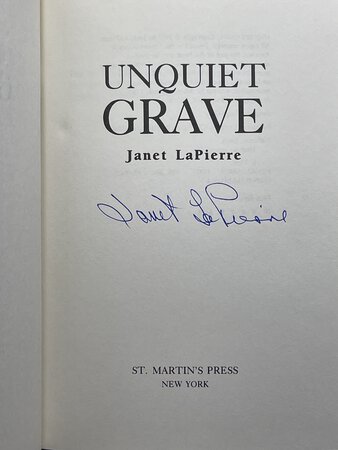 UNQUIET
GRAVE
Janet LaPierre
Janet LaPierre
ST. MARTIN'S PRESS
NEW YORK